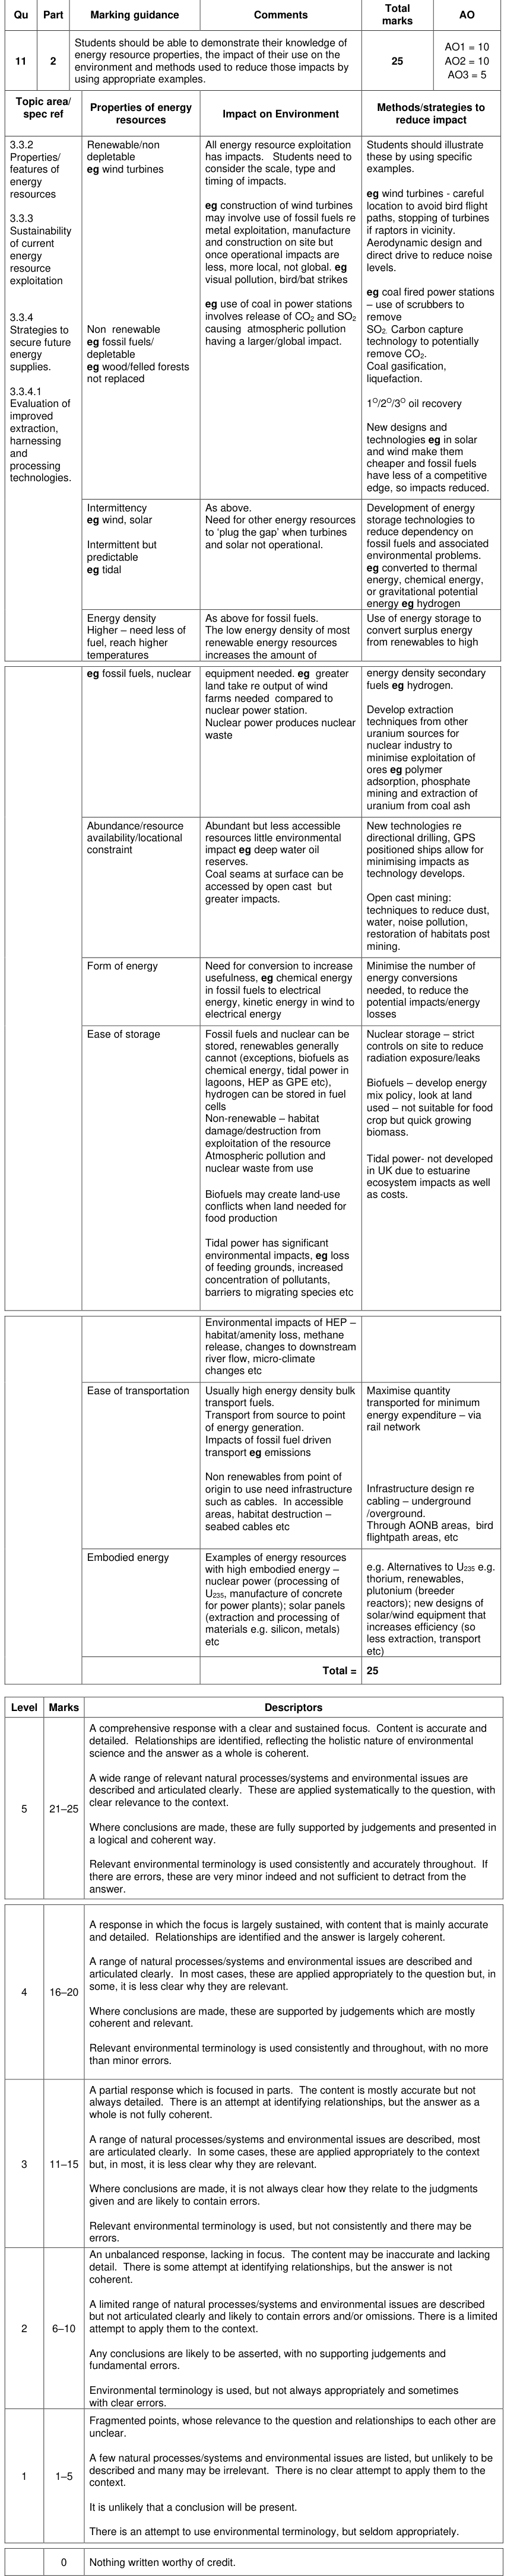 Qu Part Marking guidance Comments Total marks AO
11 2 Students should be able to demonstrate their knowledge of
energy resource properties, the impact of their use on the
environment and methods used to reduce those impacts by
using appropriate examples.
25
AO1 = 10
AO2 = 10
AO3 = 5
Topic area/
spec ref
Properties of energy
resources
Impact on Environment
Methods/strategies to
reduce impact
3.3.2
Properties/
features of
energy
resources
3.3.3
Sustainability
of current
energy
resource
exploitation
3.3.4
Strategies to
secure future
energy
supplies.
3.3.4.1
Evaluation of
improved
extraction,
harnessing
and
processing
technologies.
Renewable/non
depletable
eg wind turbines
Non renewable
eg fossil fuels/
depletable
eg wood/felled forests
not replaced
All energy resource exploitation
has impacts. Students need to
consider the scale, type and
timing of impacts.
eg construction of wind turbines
may involve use of fossil fuels re
metal exploitation, manufacture
and construction on site but
once operational impacts are
less, more local, not global. eg
visual pollution, bird/bat strikes
eg use of coal in power stations
involves release of CO₂ and SO₂
causing atmospheric pollution
having a larger/global impact.
Students should illustrate
these by using specific
examples.
eg wind turbines - careful
location to avoid bird flight
paths, stopping of turbines
if raptors in vicinity.
Aerodynamic design and
direct drive to reduce noise
levels.
eg coal fired power stations
– use of scrubbers to
remove
SO₂. Carbon capture
technology to potentially
remove CO₂.
Coal gasification,
liquefaction.
1º/2º/3º oil recovery
New designs and
technologies eg in solar
and wind make them
cheaper and fossil fuels
have less of a competitive
edge, so impacts reduced.
Intermittency
eg wind, solar
Intermittent but
predictable
eg tidal
As above.
Need for other energy resources
to ‘plug the gap’ when turbines
and solar not operational.
Development of energy
storage technologies to
reduce dependency on
fossil fuels and associated
environmental problems.
eg converted to thermal
energy, chemical energy,
or gravitational potential
energy eg hydrogen
Energy density
Higher – need less of
fuel, reach higher
temperatures
As above for fossil fuels.
The low energy density of most
renewable energy resources
increases the amount of
Use of energy storage to
convert surplus energy
from renewables to high
eg fossil fuels, nuclear
equipment needed. eg greater
land take re output of wind
farms needed compared to
nuclear power station.
Nuclear power produces nuclear
waste
energy density secondary
fuels eg hydrogen.
Develop extraction
techniques from other
uranium sources for
nuclear industry to
minimise exploitation of
ores eg polymer
adsorption, phosphate
mining and extraction of
uranium from coal ash
Abundance/resource
availability/locational
constraint
Abundant but less accessible
resources little environmental
impact eg deep water oil
reserves.
Coal seams at surface can be
accessed by open cast but
greater impacts.
New technologies re
directional drilling, GPS
positioned ships allow for
minimising impacts as
technology develops.
Open cast mining:
techniques to reduce dust,
water, noise pollution,
restoration of habitats post
mining.
Form of energy
Need for conversion to increase
usefulness, eg chemical energy
in fossil fuels to electrical
energy, kinetic energy in wind to
electrical energy
Minimise the number of
energy conversions
needed, to reduce the
potential impacts/energy
losses
Ease of storage
Fossil fuels and nuclear can be
stored, renewables generally
cannot (exceptions, biofuels as
chemical energy, tidal power in
lagoons, HEP as GPE etc),
hydrogen can be stored in fuel
cells
Non-renewable – habitat
damage/destruction from
exploitation of the resource
Atmospheric pollution and
nuclear waste from use
Biofuels may create land-use
conflicts when land needed for
food production
Tidal power has significant
environmental impacts, eg loss
of feeding grounds, increased
concentration of pollutants,
barriers to migrating species etc
Nuclear storage – strict
controls on site to reduce
radiation exposure/leaks
Biofuels – develop energy
mix policy, look at land
used – not suitable for food
crop but quick growing
biomass.
Tidal power- not developed
in UK due to estuarine
ecosystem impacts as well
as costs.
Environmental impacts of HEP –
habitat/amenity loss, methane
release, changes to downstream
river flow, micro-climate
changes etc
Ease of transportation
Usually high energy density bulk
transport fuels.
Transport from source to point
of energy generation.
Impacts of fossil fuel driven
transport eg emissions
Non renewables from point of
origin to use need infrastructure
such as cables. In accessible
areas, habitat destruction –
seabed cables etc
Maximise quantity
transported for minimum
energy expenditure – via
rail network
Infrastructure design re
cabling – underground
/overground.
Through AONB areas, bird
flightpath areas, etc
Embodied energy
Examples of energy resources
with high embodied energy –
nuclear power (processing of
U₂₃₅, manufacture of concrete
for power plants); solar panels
(extraction and processing of
materials e.g. silicon, metals)
etc
e.g. Alternatives to U₂₃₅ e.g.
thorium, renewables,
plutonium (breeder
reactors); new designs of
solar/wind equipment that
increases efficiency (so
less extraction, transport
etc)
Total = 25
Level Marks Descriptors
5 21–25
A comprehensive response with a clear and sustained focus. Content is accurate and
detailed. Relationships are identified, reflecting the holistic nature of environmental
science and the answer as a whole is coherent.
A wide range of relevant natural processes/systems and environmental issues are
described and articulated clearly. These are applied systematically to the question, with
clear relevance to the context.
Where conclusions are made, these are fully supported by judgements and presented in
a logical and coherent way.
Relevant environmental terminology is used consistently and accurately throughout. If
there are errors, these are very minor indeed and not sufficient to detract from the
answer.
4 16–20
A response in which the focus is largely sustained, with content that is mainly accurate
and detailed. Relationships are identified and the answer is largely coherent.
A range of natural processes/systems and environmental issues are described and
articulated clearly. In most cases, these are applied appropriately to the question but, in
some, it is less clear why they are relevant.
Where conclusions are made, these are supported by judgements which are mostly
coherent and relevant.
Relevant environmental terminology is used consistently and throughout, with no more
than minor errors.
3 11–15
A partial response which is focused in parts. The content is mostly accurate but not
always detailed. There is an attempt at identifying relationships, but the answer as a
whole is not fully coherent.
A range of natural processes/systems and environmental issues are described, most
are articulated clearly. In some cases, these are applied appropriately to the context
but, in most, it is less clear why they are relevant.
Where conclusions are made, it is not always clear how they relate to the judgments
given and are likely to contain errors.
Relevant environmental terminology is used, but not consistently and there may be
errors.
2 6–10
An unbalanced response, lacking in focus. The content may be inaccurate and lacking
detail. There is some attempt at identifying relationships, but the answer is not
coherent.
A limited range of natural processes/systems and environmental issues are described
but not articulated clearly and likely to contain errors and/or omissions. There is a limited
attempt to apply them to the context.
Any conclusions are likely to be asserted, with no supporting judgements and
fundamental errors.
Environmental terminology is used, but not always appropriately and sometimes
with clear errors.
1 1–5
Fragmented points, whose relevance to the question and relationships to each other are
unclear.
A few natural processes/systems and environmental issues are listed, but unlikely to be
described and many may be irrelevant. There is no clear attempt to apply them to the
context.
It is unlikely that a conclusion will be present.
There is an attempt to use environmental terminology, but seldom appropriately.
0 Nothing written worthy of credit.